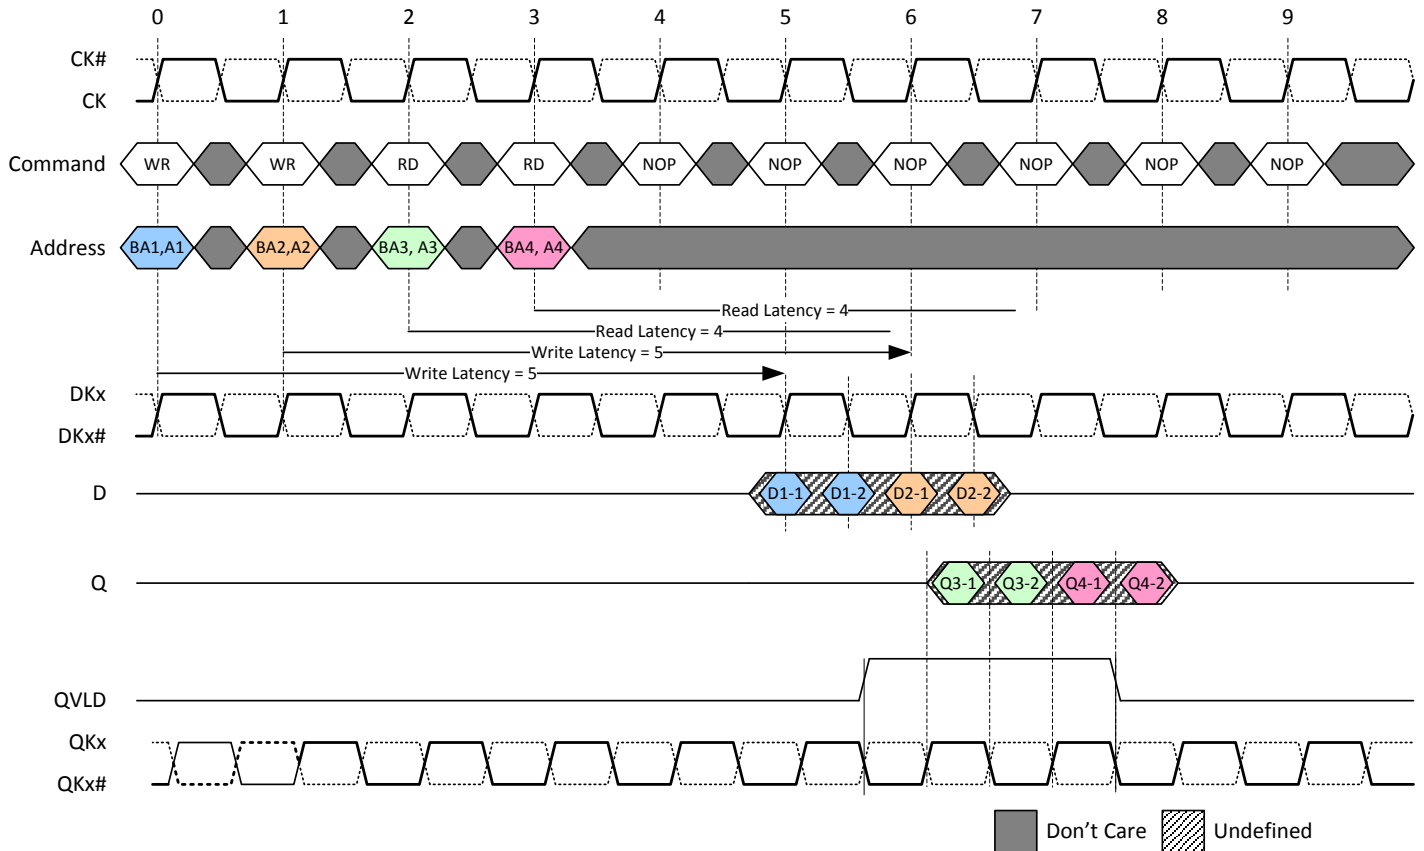 0 1 2 3 4 5 6 7 8 9
CK#
CK
Command WR WR RD RD NOP NOP NOP NOP NOP NOP
Address BA1,A1 BA2,A2 BA3, A3 BA4, A4
Read Latency = 4
Read Latency = 4
Write Latency = 5
Write Latency = 5
DKx
DKx#
D D1-1 D1-2 D2-1 D2-2
Q Q3-1 Q3-2 Q4-1 Q4-2
QVLD
QKx
QKx#
Don’t Care Undefined